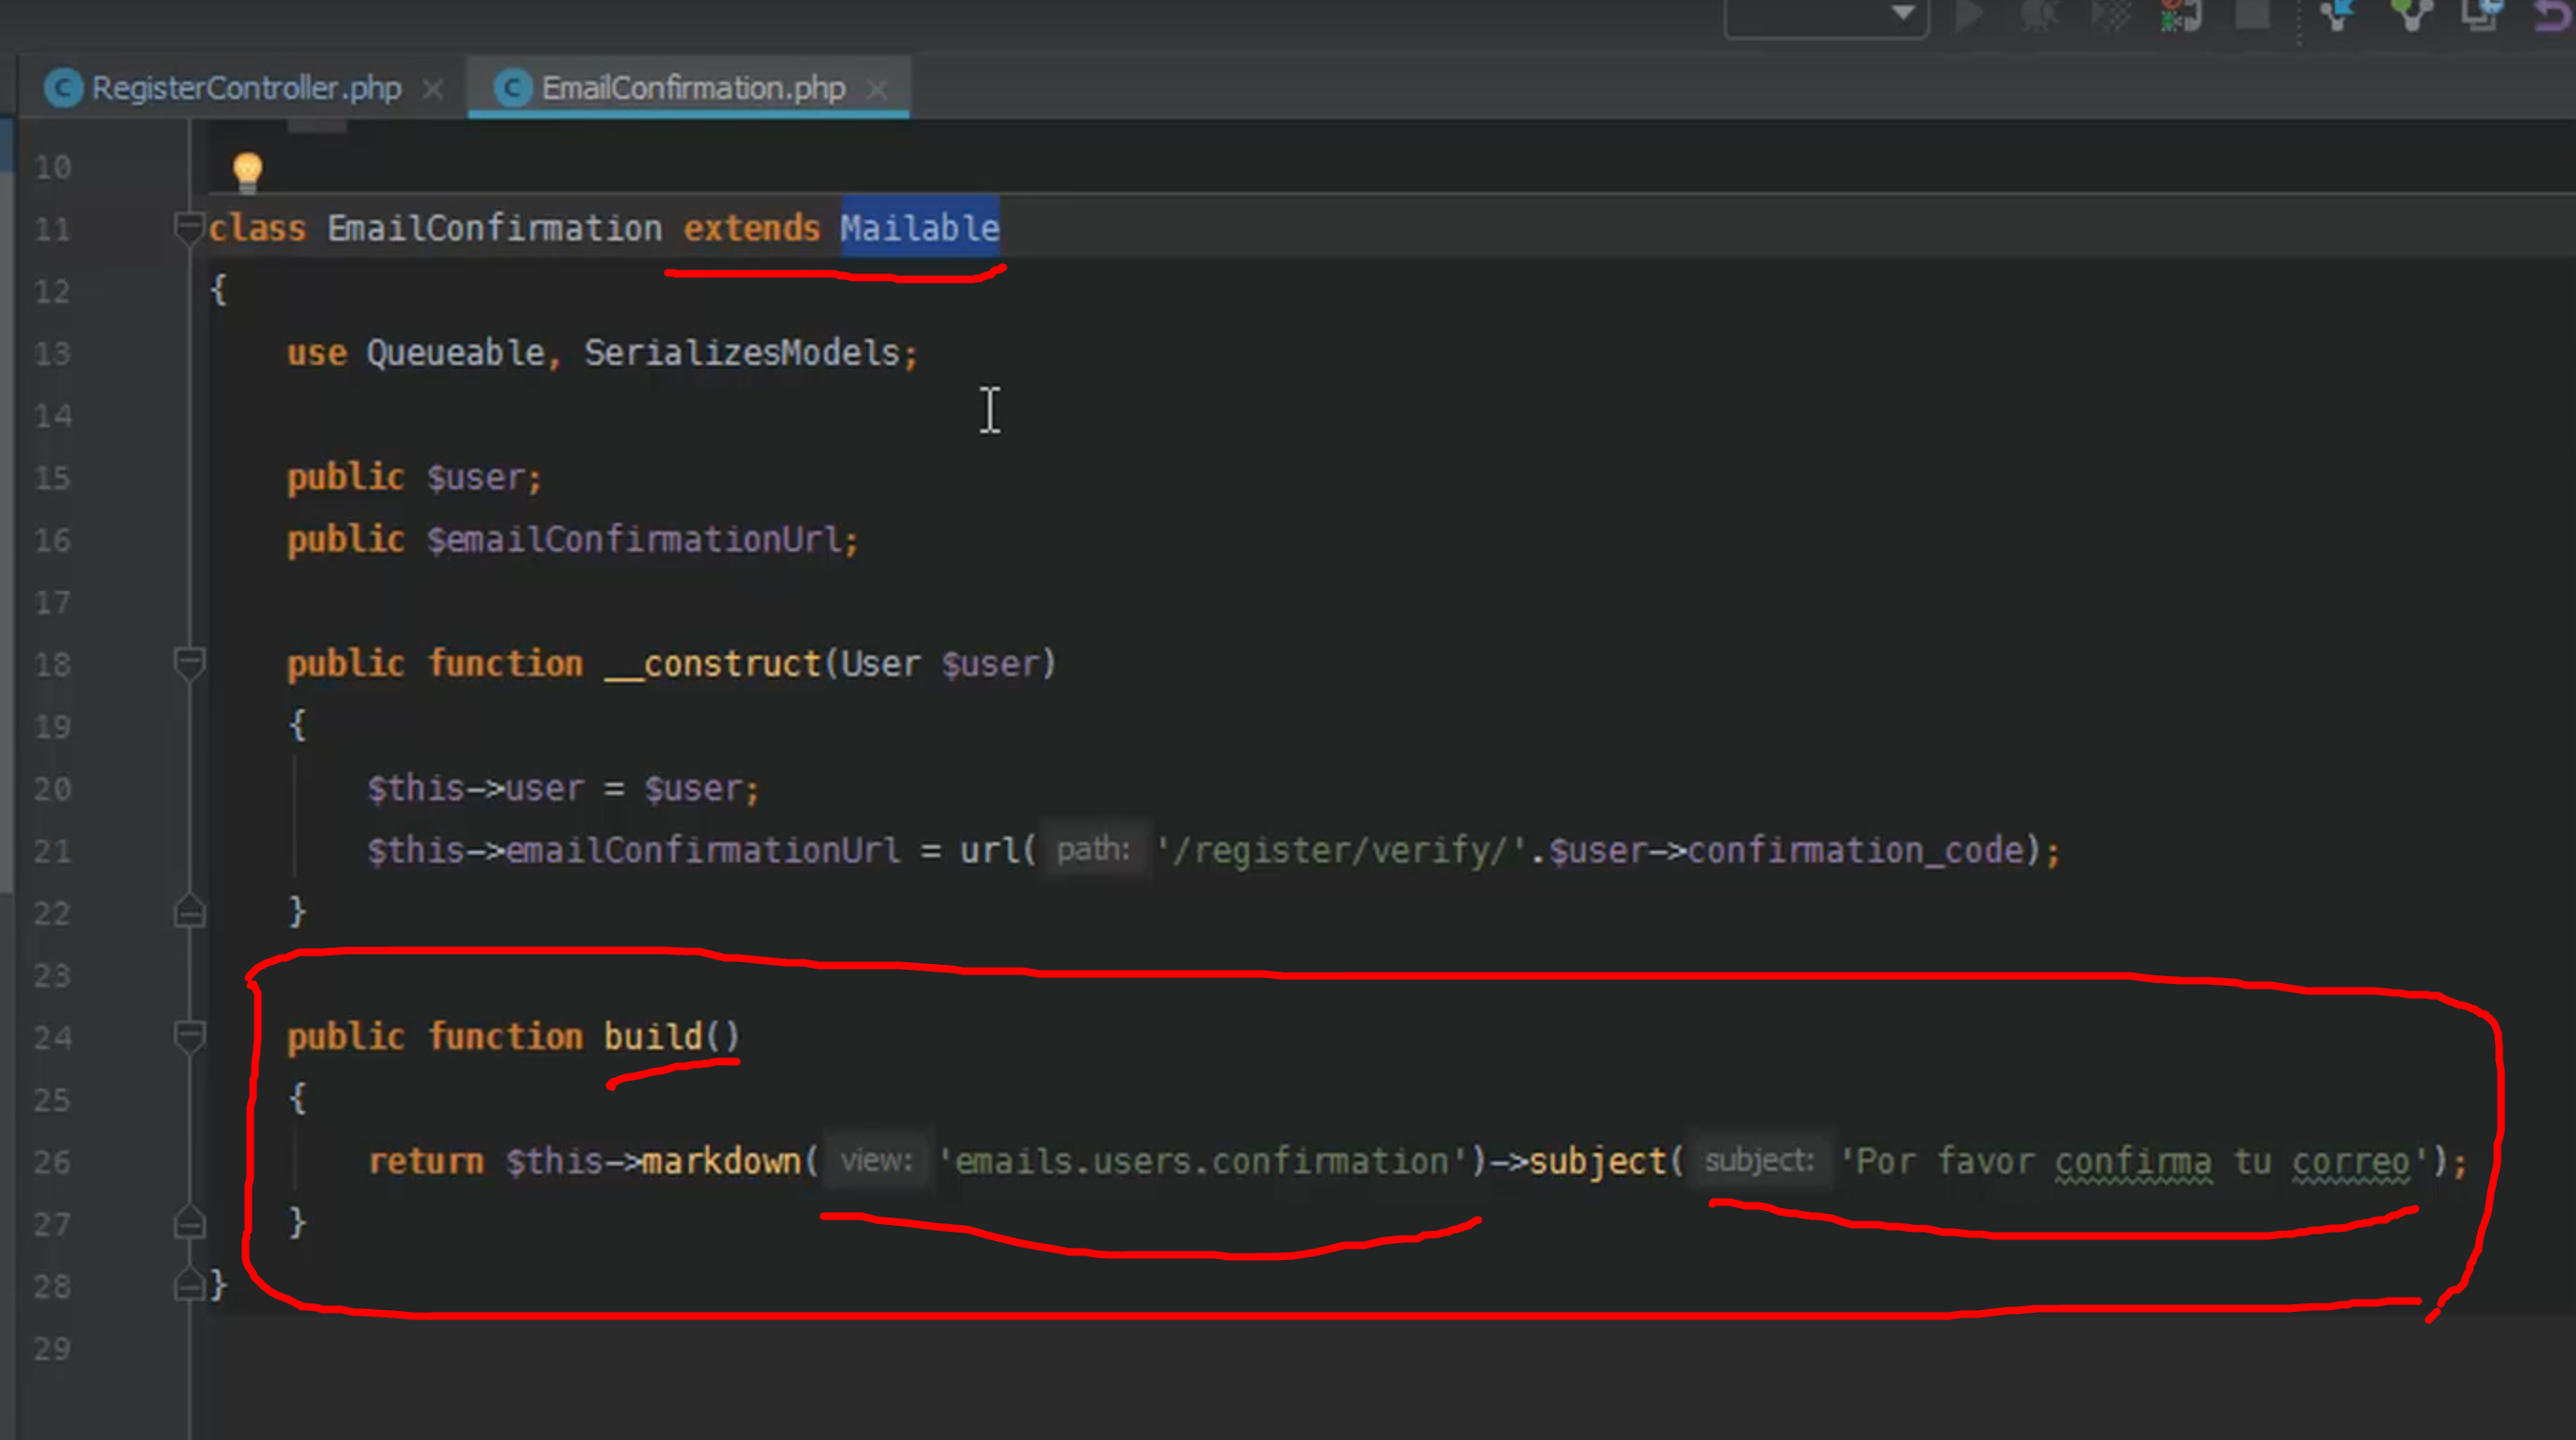 RegisterController.php
EmailConfirmation.php
10
11 class EmailConfirmation extends Mailable
12 {
13 use Queueable, SerializesModels;
14
15 public $user;
16 public $emailConfirmationUrl;
17
18 public function __construct(User $user)
19 {
20 $this->user = $user;
21 $this->emailConfirmationUrl = url( path: '/register/verify/'.$user->confirmation_code);
22 }
23
24 public function build()
25 {
26 return $this->markdown( view: 'emails.users.confirmation')->subject( subject: 'Por favor confirma tu correo');
27 }
28 }
29